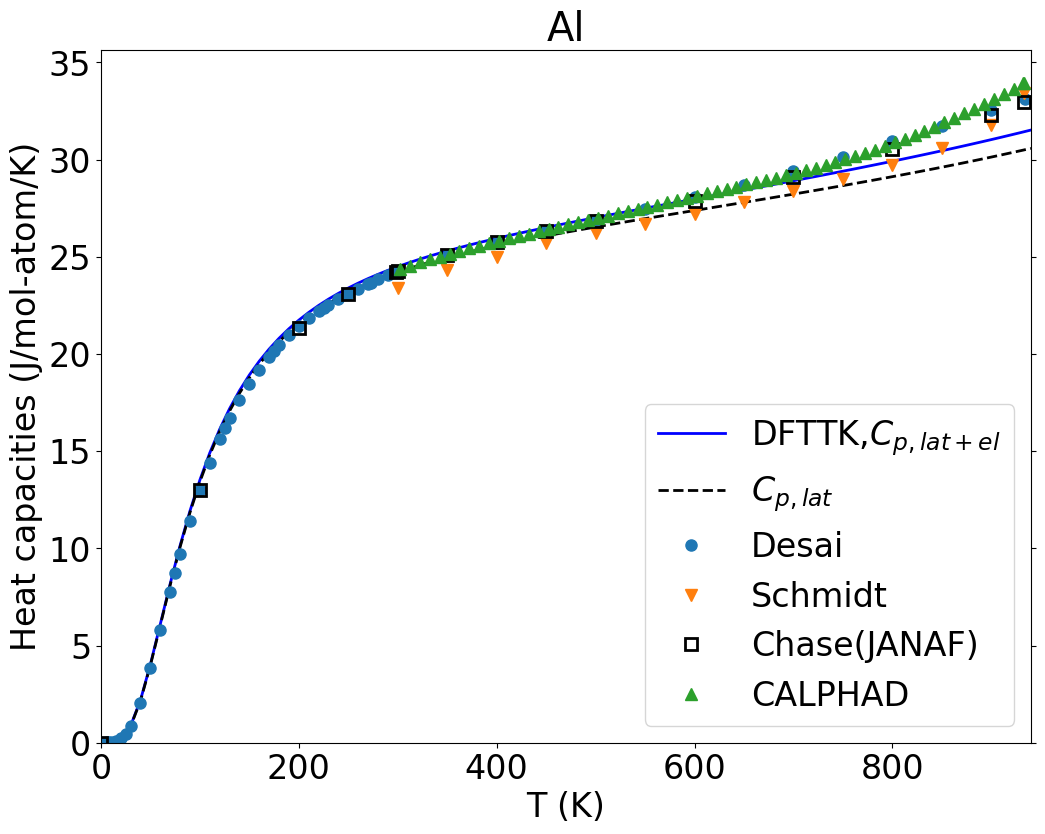 Al
Heat capacities (J/mol-atom/K)
35
30
25
20
15
10
5
0
0 200 400 600 800
T (K)
DFTTK,$C_{p, lat+el}$
$C_{p, lat}$
Desai
Schmidt
Chase(JANAF)
CALPHAD